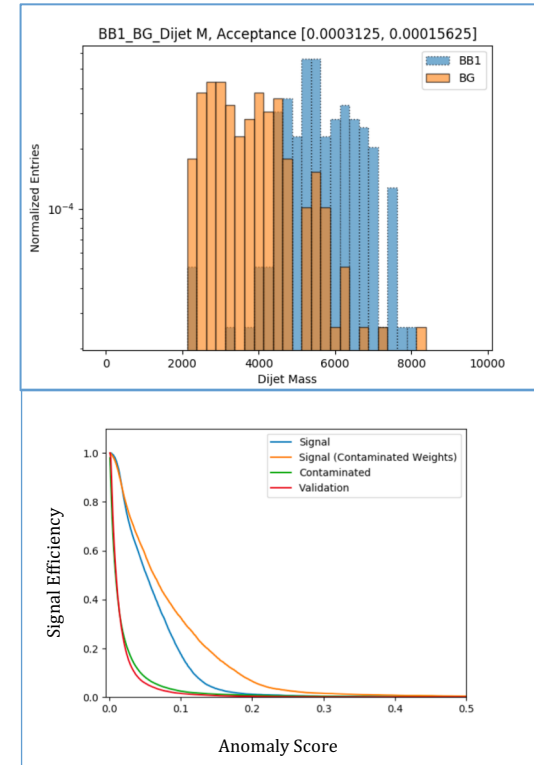 BB1_BG_Dijet M, Acceptance [0.0003125, 0.00015625]
BB1
BG
Normalized Entries
10⁻⁴
0
2000
4000
6000
8000
10000
Dijet Mass
Signal
Signal (Contaminated Weights)
Contaminated
Validation
Signal Efficiency
1.0
0.8
0.6
0.4
0.2
0.0
0.0
0.1
0.2
0.3
0.4
0.5
Anomaly Score